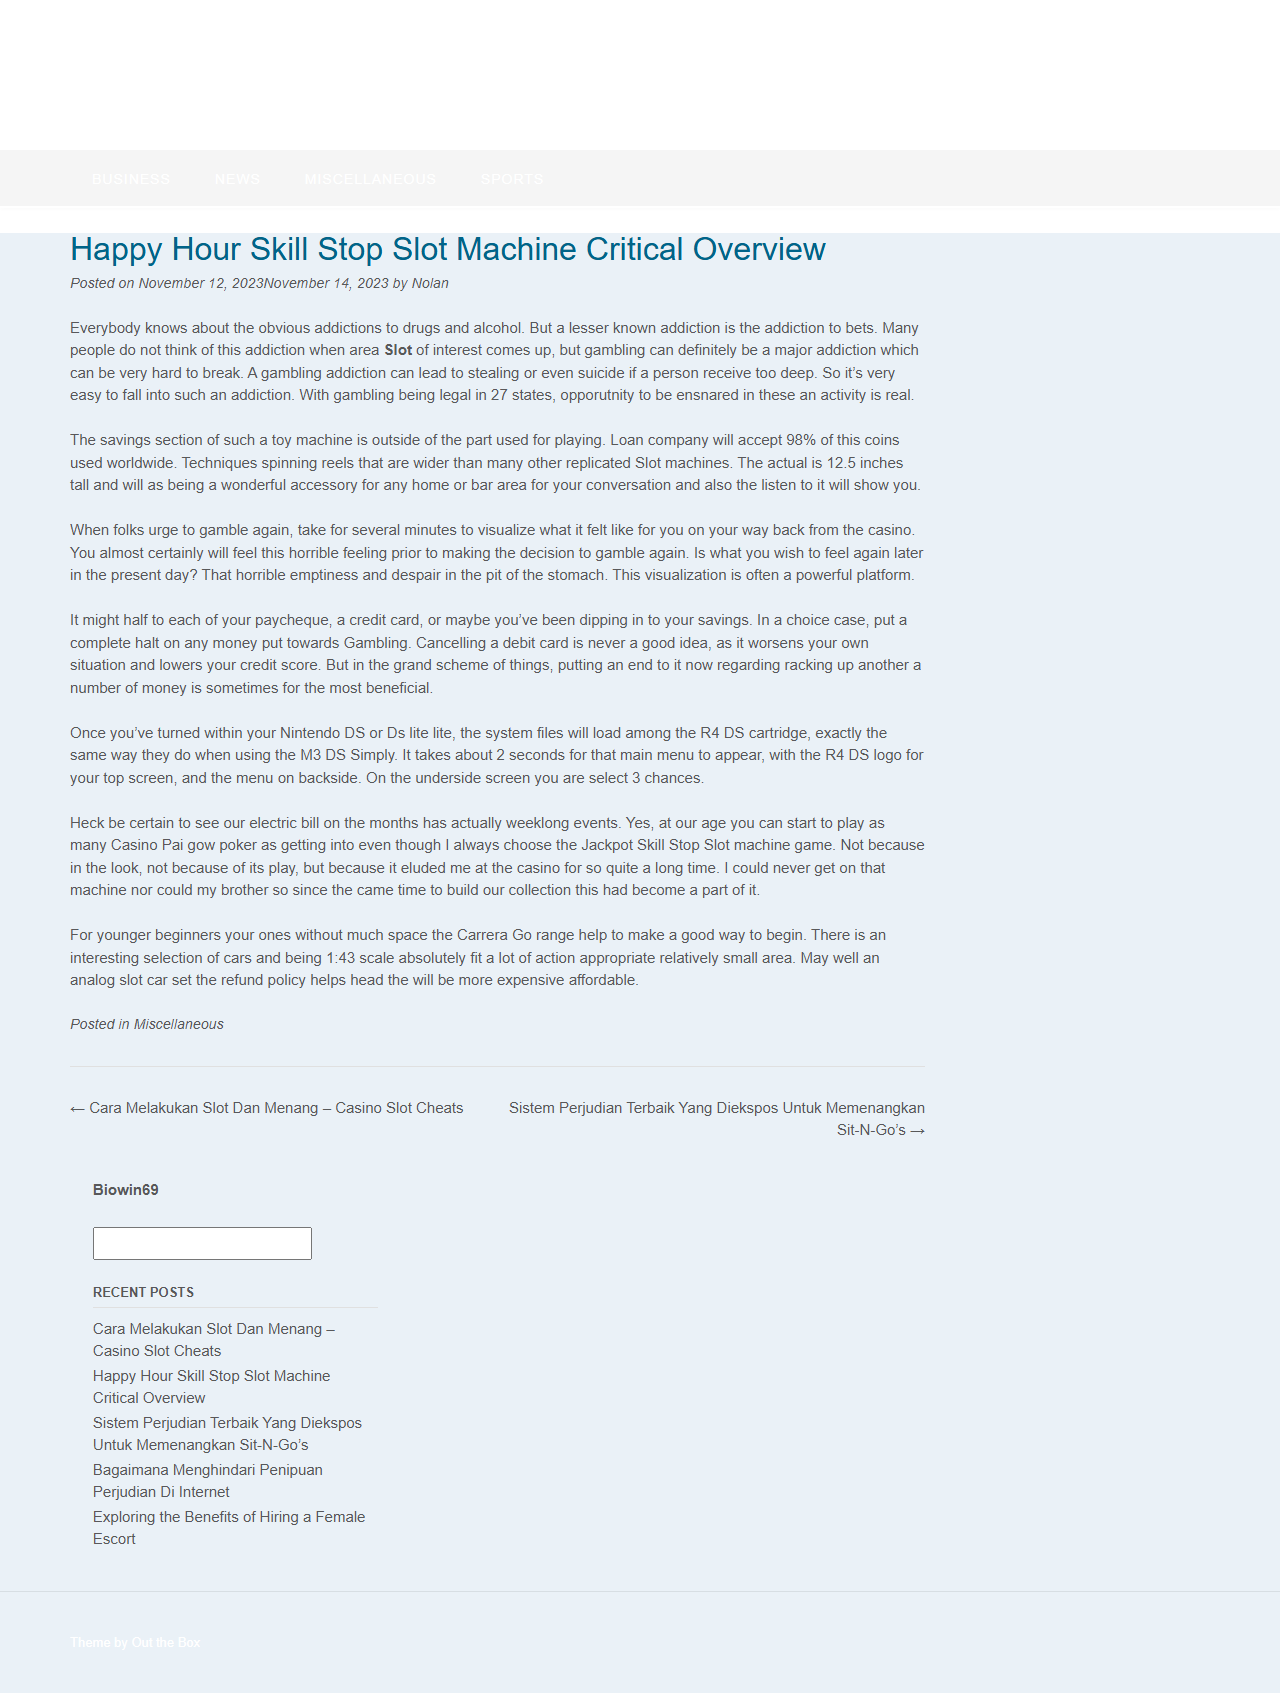 BUSINESS NEWS MISCELLANEOUS SPORTS
Happy Hour Skill Stop Slot Machine Critical Overview
Posted on November 12, 2023November 14, 2023 by Nolan
Everybody knows about the obvious addictions to drugs and alcohol. But a lesser known addiction is the addiction to bets. Many
people do not think of this addiction when area Slot of interest comes up, but gambling can definitely be a major addiction which
can be very hard to break. A gambling addiction can lead to stealing or even suicide if a person receive too deep. So it’s very
easy to fall into such an addiction. With gambling being legal in 27 states, opporutnity to be ensnared in these an activity is real.
The savings section of such a toy machine is outside of the part used for playing. Loan company will accept 98% of this coins
used worldwide. Techniques spinning reels that are wider than many other replicated Slot machines. The actual is 12.5 inches
tall and will as being a wonderful accessory for any home or bar area for your conversation and also the listen to it will show you.
When folks urge to gamble again, take for several minutes to visualize what it felt like for you on your way back from the casino.
You almost certainly will feel this horrible feeling prior to making the decision to gamble again. Is what you wish to feel again later
in the present day? That horrible emptiness and despair in the pit of the stomach. This visualization is often a powerful platform.
It might half to each of your paycheque, a credit card, or maybe you’ve been dipping in to your savings. In a choice case, put a
complete halt on any money put towards Gambling. Cancelling a debit card is never a good idea, as it worsens your own
situation and lowers your credit score. But in the grand scheme of things, putting an end to it now regarding racking up another a
number of money is sometimes for the most beneficial.
Once you’ve turned within your Nintendo DS or Ds lite lite, the system files will load among the R4 DS cartridge, exactly the
same way they do when using the M3 DS Simply. It takes about 2 seconds for that main menu to appear, with the R4 DS logo for
your top screen, and the menu on backside. On the underside screen you are select 3 chances.
Heck be certain to see our electric bill on the months has actually weeklong events. Yes, at our age you can start to play as
many Casino Pai gow poker as getting into even though I always choose the Jackpot Skill Stop Slot machine game. Not because
in the look, not because of its play, but because it eluded me at the casino for so quite a long time. I could never get on that
machine nor could my brother so since the came time to build our collection this had become a part of it.
For younger beginners your ones without much space the Carrera Go range help to make a good way to begin. There is an
interesting selection of cars and being 1:43 scale absolutely fit a lot of action appropriate relatively small area. May well an
analog slot car set the refund policy helps head the will be more expensive affordable.
Posted in Miscellaneous
← Cara Melakukan Slot Dan Menang – Casino Slot Cheats
Sistem Perjudian Terbaik Yang Diekspos Untuk Memenangkan
Sit-N-Go’s →
Biowin69
RECENT POSTS
Cara Melakukan Slot Dan Menang –
Casino Slot Cheats
Happy Hour Skill Stop Slot Machine
Critical Overview
Sistem Perjudian Terbaik Yang Diekspos
Untuk Memenangkan Sit-N-Go’s
Bagaimana Menghindari Penipuan
Perjudian Di Internet
Exploring the Benefits of Hiring a Female
Escort
Theme by Out the Box